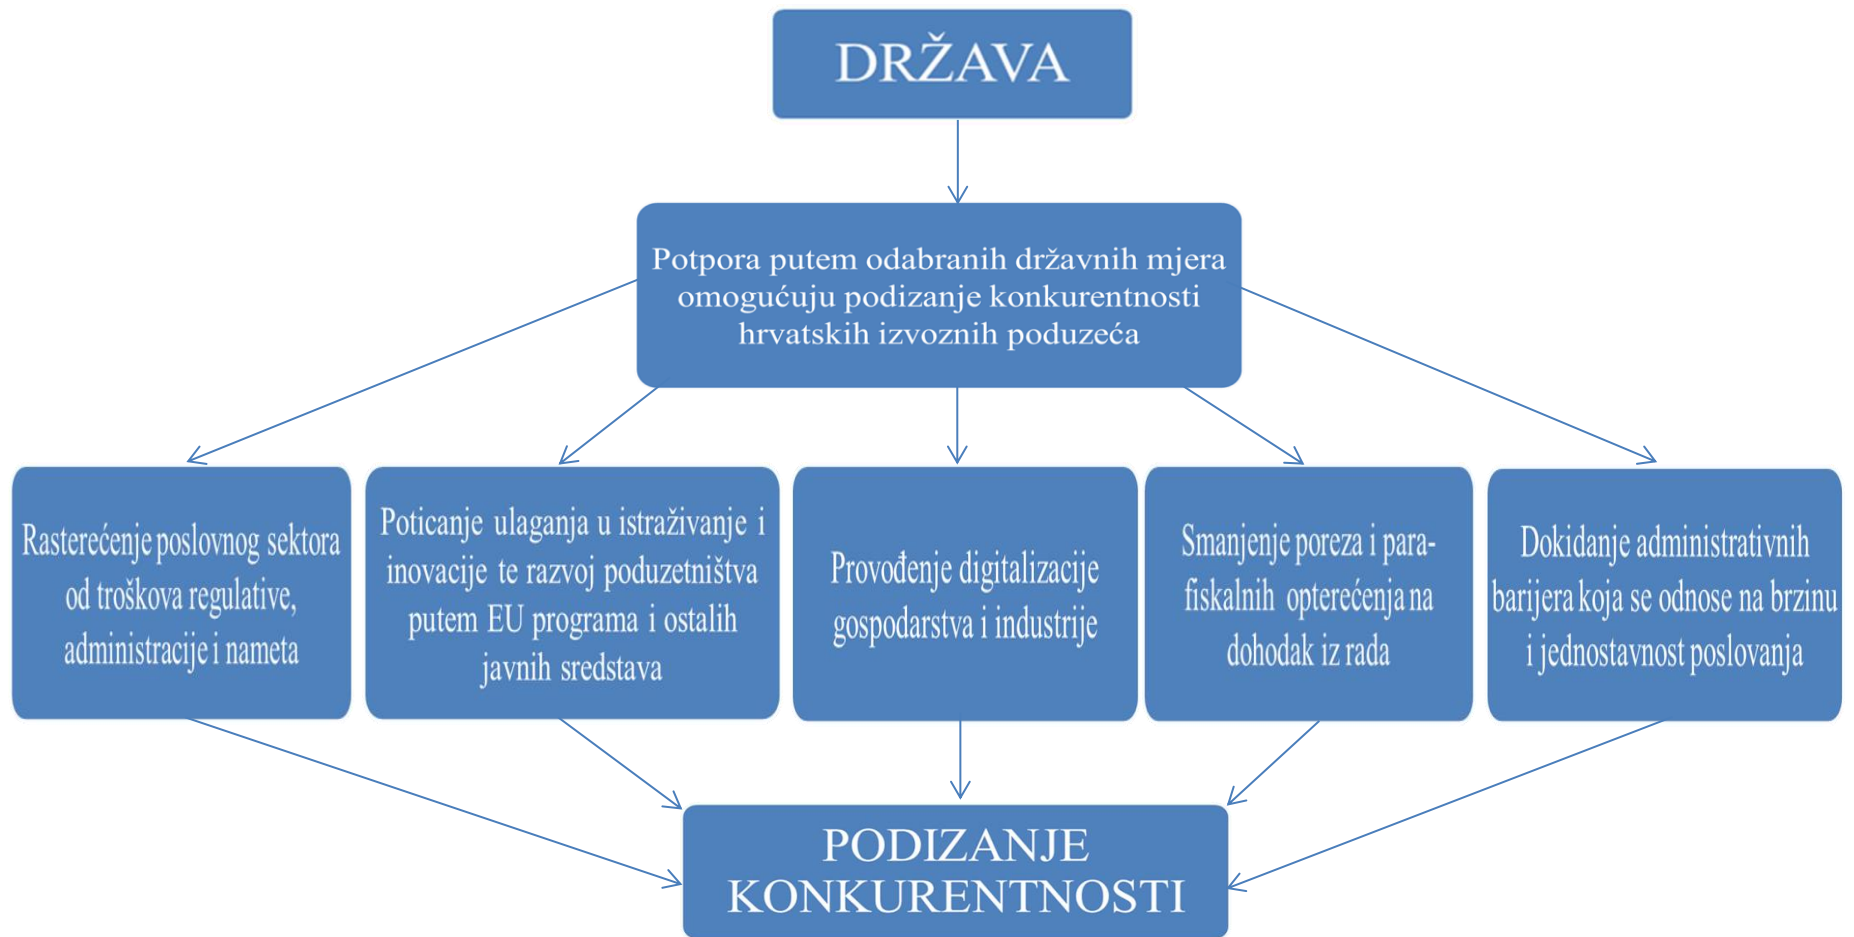 DRŽAVA
Potpora putem odabranih državnih mjera
omogućuju podizanje konkurentnosti
hrvatskih izvoznih poduzeća
Rasterećenje poslovnog sektora
od troškova regulative,
administracije i nameta
Poticanje ulaganja u istraživanje i
inovacije te razvoj poduzetništva
putem EU programa i ostalih
javnih sredstava
Provođenje digitalizacije
gospodarstva i industrije
Smanjenje poreza i para-
fiskalnih opterećenja na
dohodak iz rada
Dokidanje administrativnih
barijera koja se odnose na brzinu
i jednostavnost poslovanja
PODIZANJE
KONKURENTNOSTI